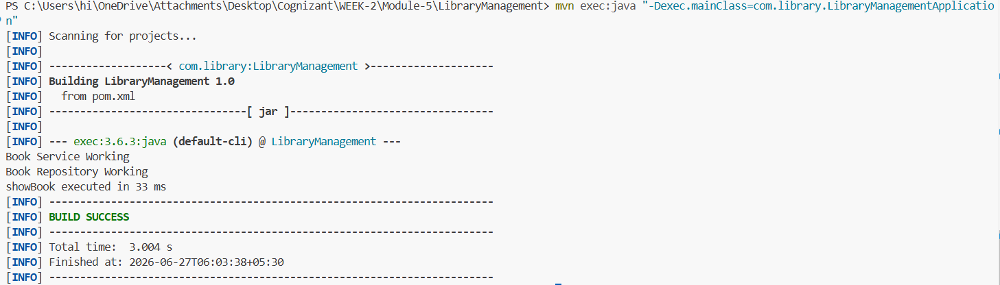 PS C:\Users\hi\OneDrive\Attachments\Desktop\Cognizant\WEEK-2\Module-5\LibraryManagement> mvn exec:java "-Dexec.mainClass=com.library.LibraryManagementApplicatio
n"
[INFO] Scanning for projects...
[INFO]
[INFO] -------------------< com.library:LibraryManagement >--------------------
[INFO] Building LibraryManagement 1.0
[INFO]   from pom.xml
[INFO] --------------------------------[ jar ]---------------------------------
[INFO]
[INFO] --- exec:3.6.3:java (default-cli) @ LibraryManagement ---
Book Service Working
Book Repository Working
showBook executed in 33 ms
[INFO] ------------------------------------------------------------------------
[INFO] BUILD SUCCESS
[INFO] ------------------------------------------------------------------------
[INFO] Total time:  3.004 s
[INFO] Finished at: 2026-06-27T06:03:38+05:30
[INFO] ------------------------------------------------------------------------